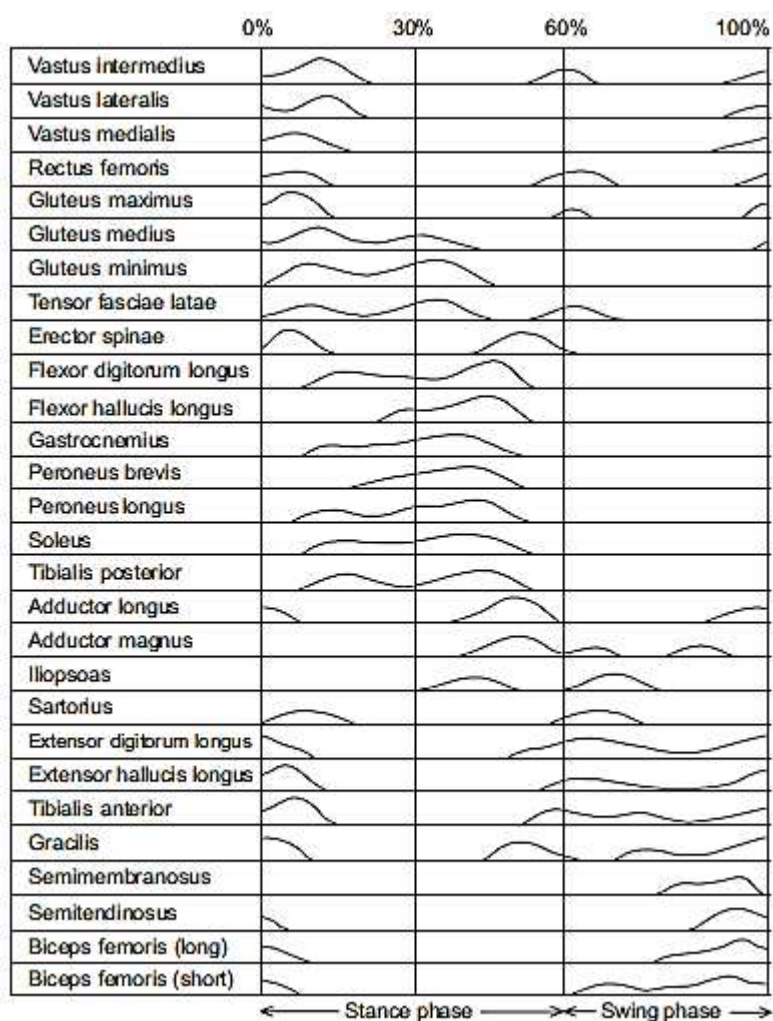 0% 30% 60% 100%
Vastus intermedius
Vastus lateralis
Vastus medialis
Rectus femoris
Gluteus maximus
Gluteus medius
Gluteus minimus
Tensor fasciae latae
Erector spinae
Flexor digitorum longus
Flexor hallucis longus
Gastrocnemius
Peroneus brevis
Peroneus longus
Soleus
Tibialis posterior
Adductor longus
Adductor magnus
Iliopsoas
Sartorius
Extensor digitorum longus
Extensor hallucis longus
Tibialis anterior
Gracilis
Semimembranosus
Semitendinosus
Biceps femoris (long)
Biceps femoris (short)
Stance phase Swing phase